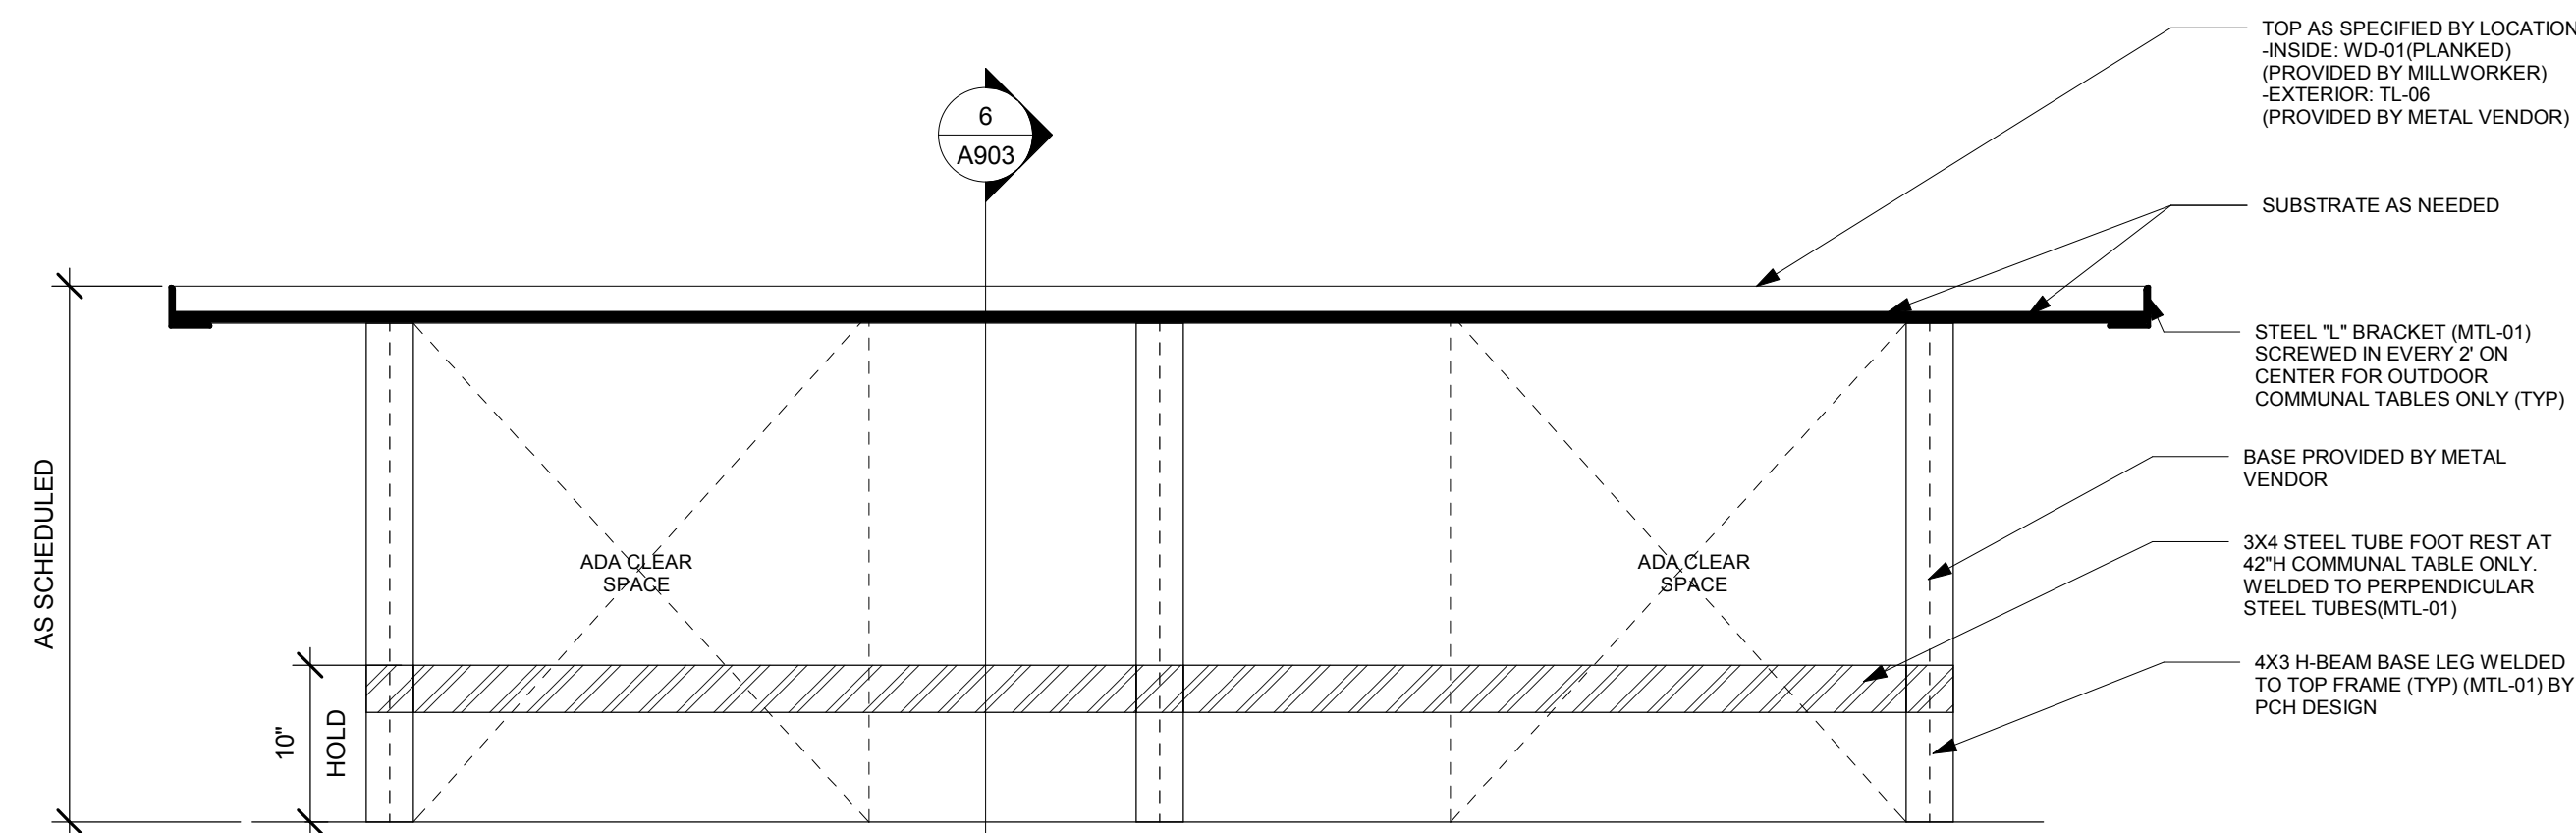 TOP AS SPECIFIED BY LOCATION
-INSIDE: WD-01(PLANKED)
(PROVIDED BY MILLWORKER)
-EXTERIOR: TL-06
(PROVIDED BY METAL VENDOR)
6
A903
SUBSTRATE AS NEEDED
STEEL "L" BRACKET (MTL-01)
SCREWED IN EVERY 2' ON
CENTER FOR OUTDOOR
COMMUNAL TABLES ONLY (TYP)
BASE PROVIDED BY METAL
VENDOR
AS SCHEDULED
ADA CLEAR
SPACE
ADA CLEAR
SPACE
3X4 STEEL TUBE FOOT REST AT
42"H COMMUNAL TABLE ONLY.
WELDED TO PERPENDICULAR
STEEL TUBES(MTL-01)
10"
HOLD
4X3 H-BEAM BASE LEG WELDED
TO TOP FRAME (TYP) (MTL-01) BY
PCH DESIGN